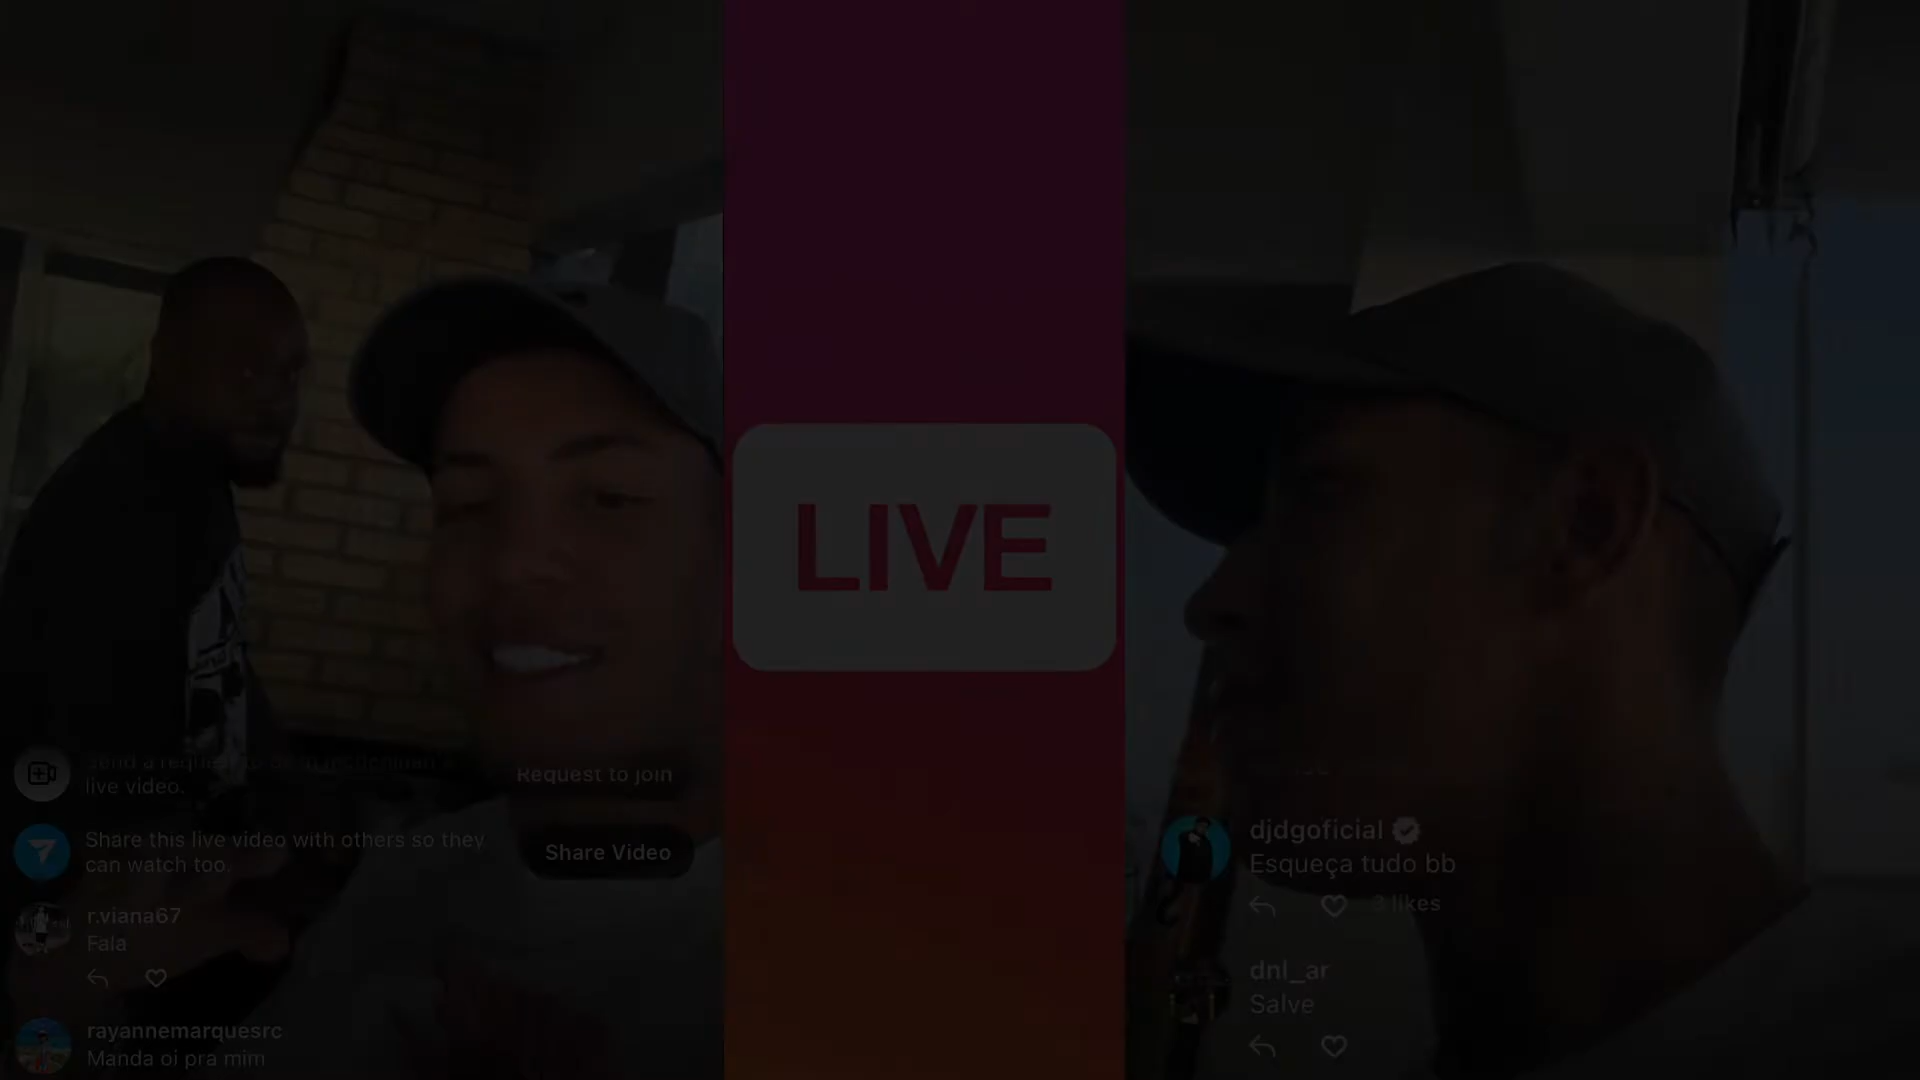 live video.
Request to join
Share this live video with others so they
can watch too.
Share Video
r.viana67
Fala
rayannemarquesrc
Manda oi pra mim
LIVE
djdgoficial
Esqueça tudo bb
3 likes
dnl_ar
Salve